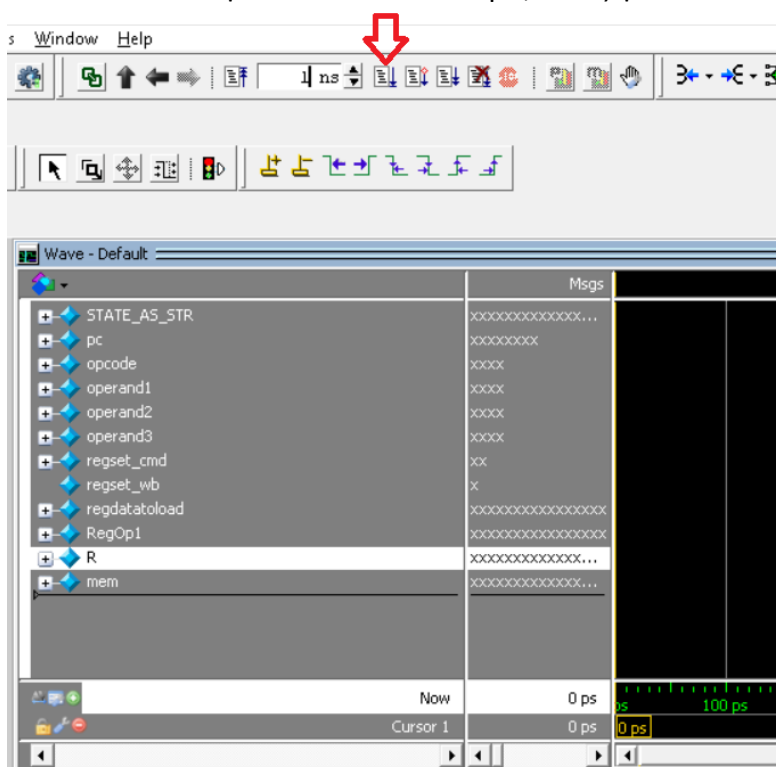 s Window Help
1 ns
Wave - Default
Msgs
STATE_AS_STR xxxxxxxxxxxxx...
pc xxxxxxxx
opcode xxxx
operand1 xxxx
operand2 xxxx
operand3 xxxx
regset_cmd xx
regset_wb x
regdatatoload xxxxxxxxxxxxxxxx
RegOp1 xxxxxxxxxxxxxxxx
R xxxxxxxxxxxxx...
mem xxxxxxxxxxxxx...
Now 0 ps ps 100 ps
Cursor 1 0 ps 0 ps